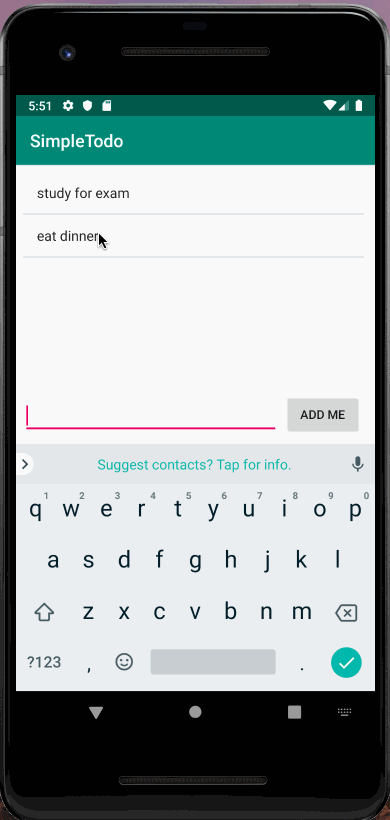 5:51
SimpleTodo
study for exam
eat dinner
ADD ME
Suggest contacts? Tap for info.
1 2 3 4 5 6 7 8 9 0
q w e r t y u i o p
a s d f g h j k l
z x c v b n m
?123 , .